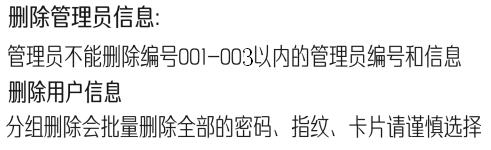 删除管理员信息:
管理员不能删除编号001-003以内的管理员编号和信息
删除用户信息
分组删除会批量删除全部的密码、指纹、卡片请谨慎选择